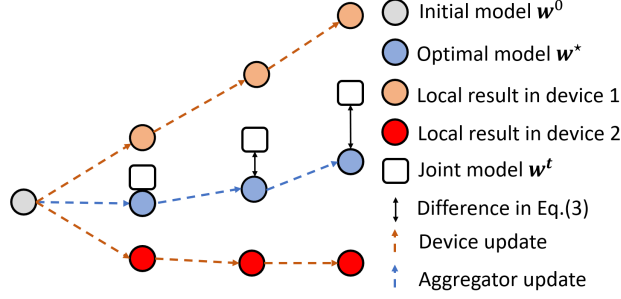 Initial model w⁰
Optimal model w*
Local result in device 1
Local result in device 2
Joint model wᵗ
Difference in Eq.(3)
Device update
Aggregator update